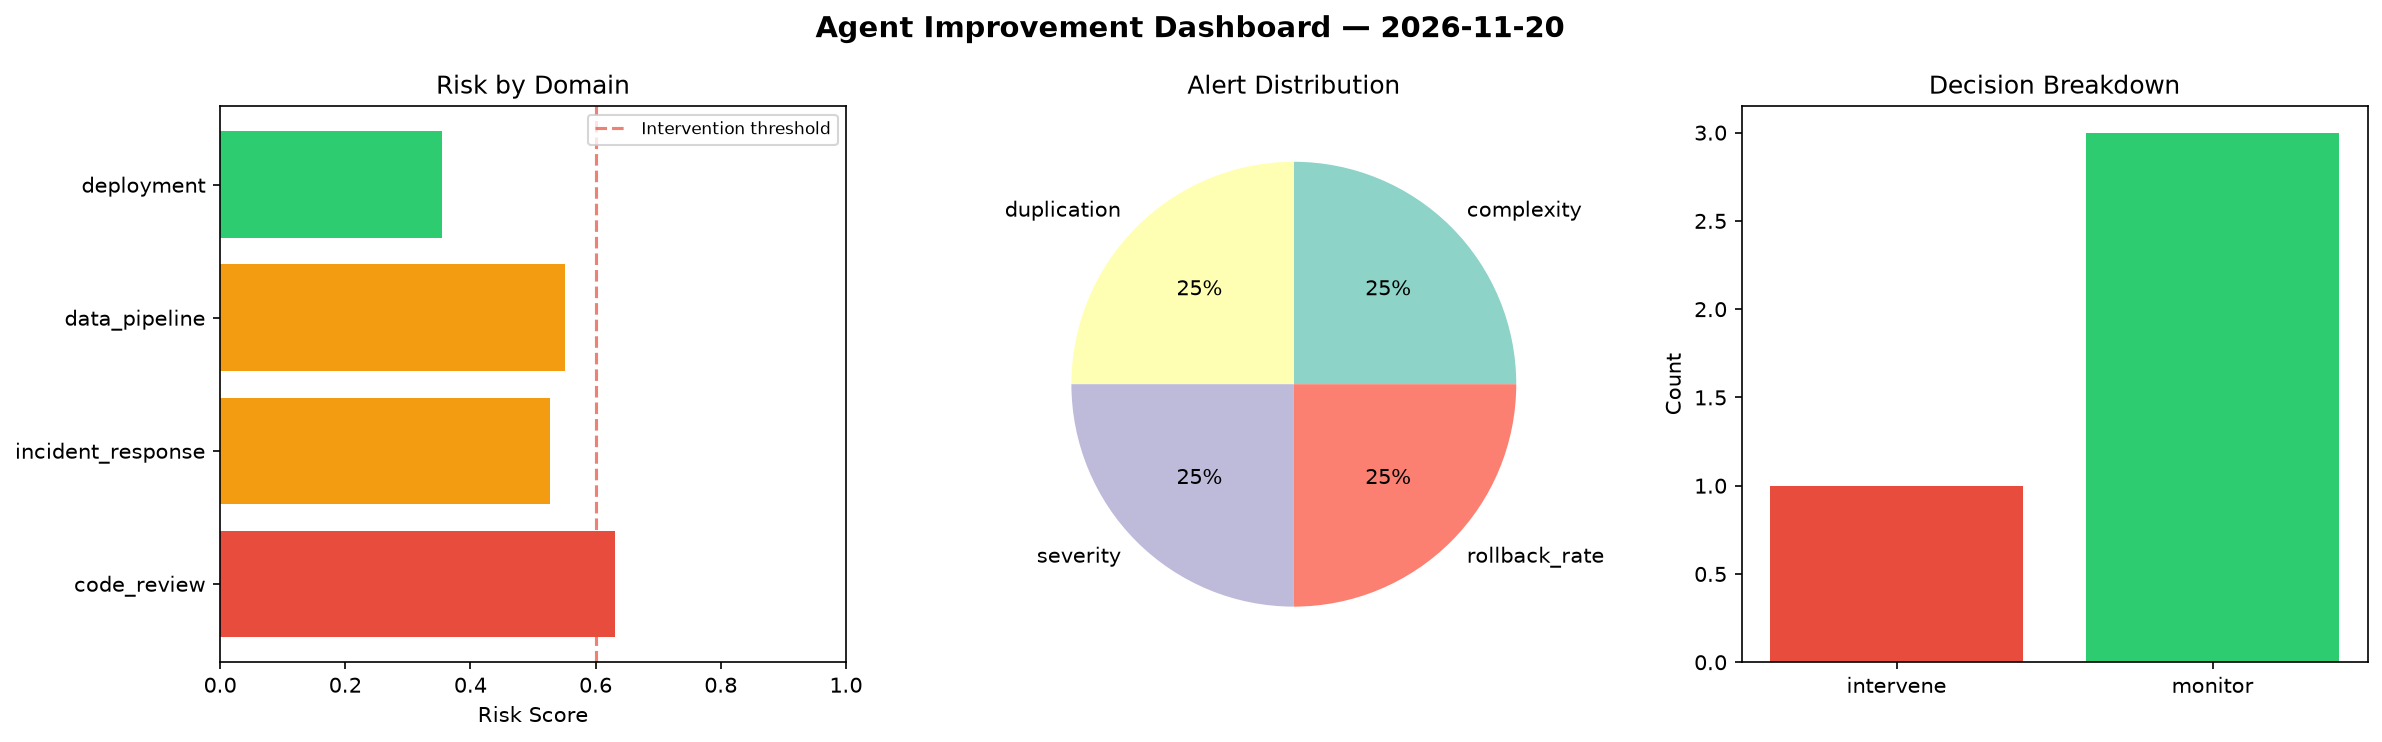 Agent Improvement Dashboard — 2026-11-20
Risk by Domain
Intervention threshold
deployment
data_pipeline
incident_response
code_review
0.0 0.2 0.4 0.6 0.8 1.0
Risk Score
Alert Distribution
duplication
complexity
25%
25%
25%
25%
severity
rollback_rate
Decision Breakdown
Count
3.0
2.5
2.0
1.5
1.0
0.5
0.0
intervene monitor